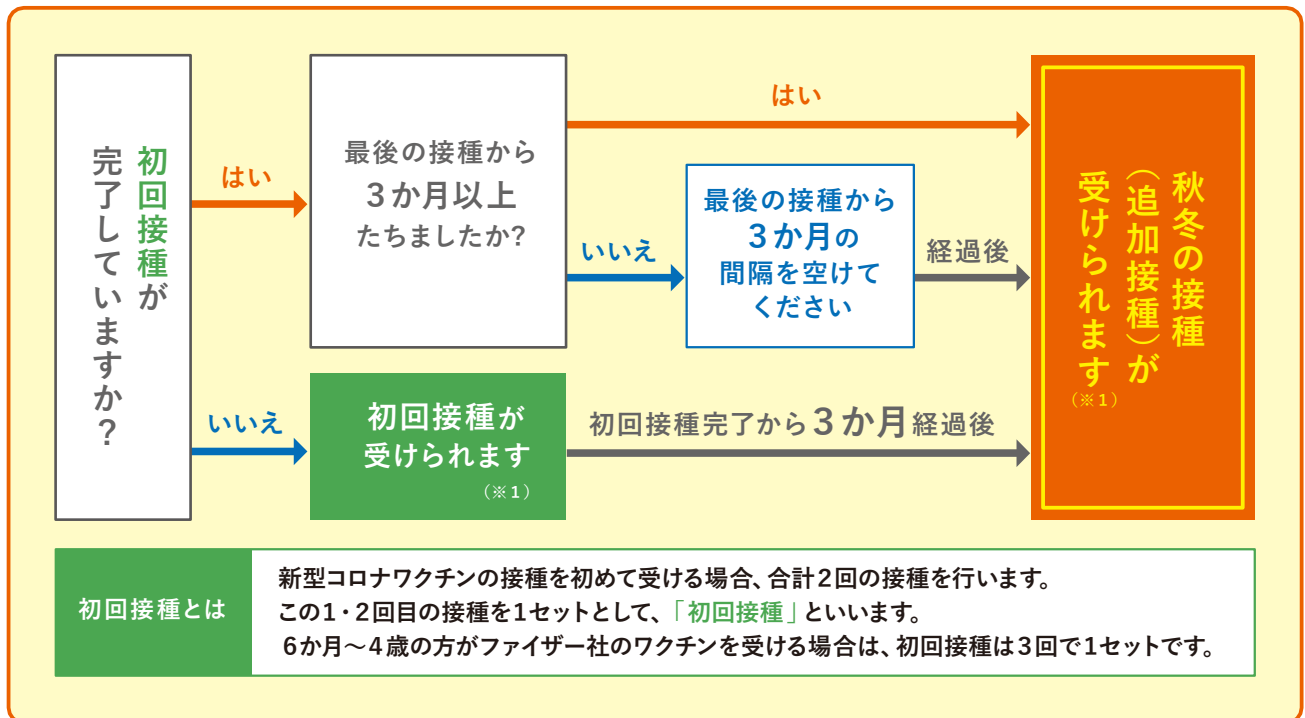 初回接種が
完了していますか？
はい
いいえ
最後の接種から
３か月以上
たちましたか？
はい
いいえ
最後の接種から
３か月の
間隔を空けて
ください
経過後
初回接種が
受けられます
（※１）
初回接種完了から３か月経過後
秋冬の接種
（追加接種）が
受けられます
（※１）
初回接種とは
新型コロナワクチンの接種を初めて受ける場合、合計２回の接種を行います。
この１・２回目の接種を１セットとして、「初回接種」といいます。
６か月～４歳の方がファイザー社のワクチンを受ける場合は、初回接種は３回で１セットです。